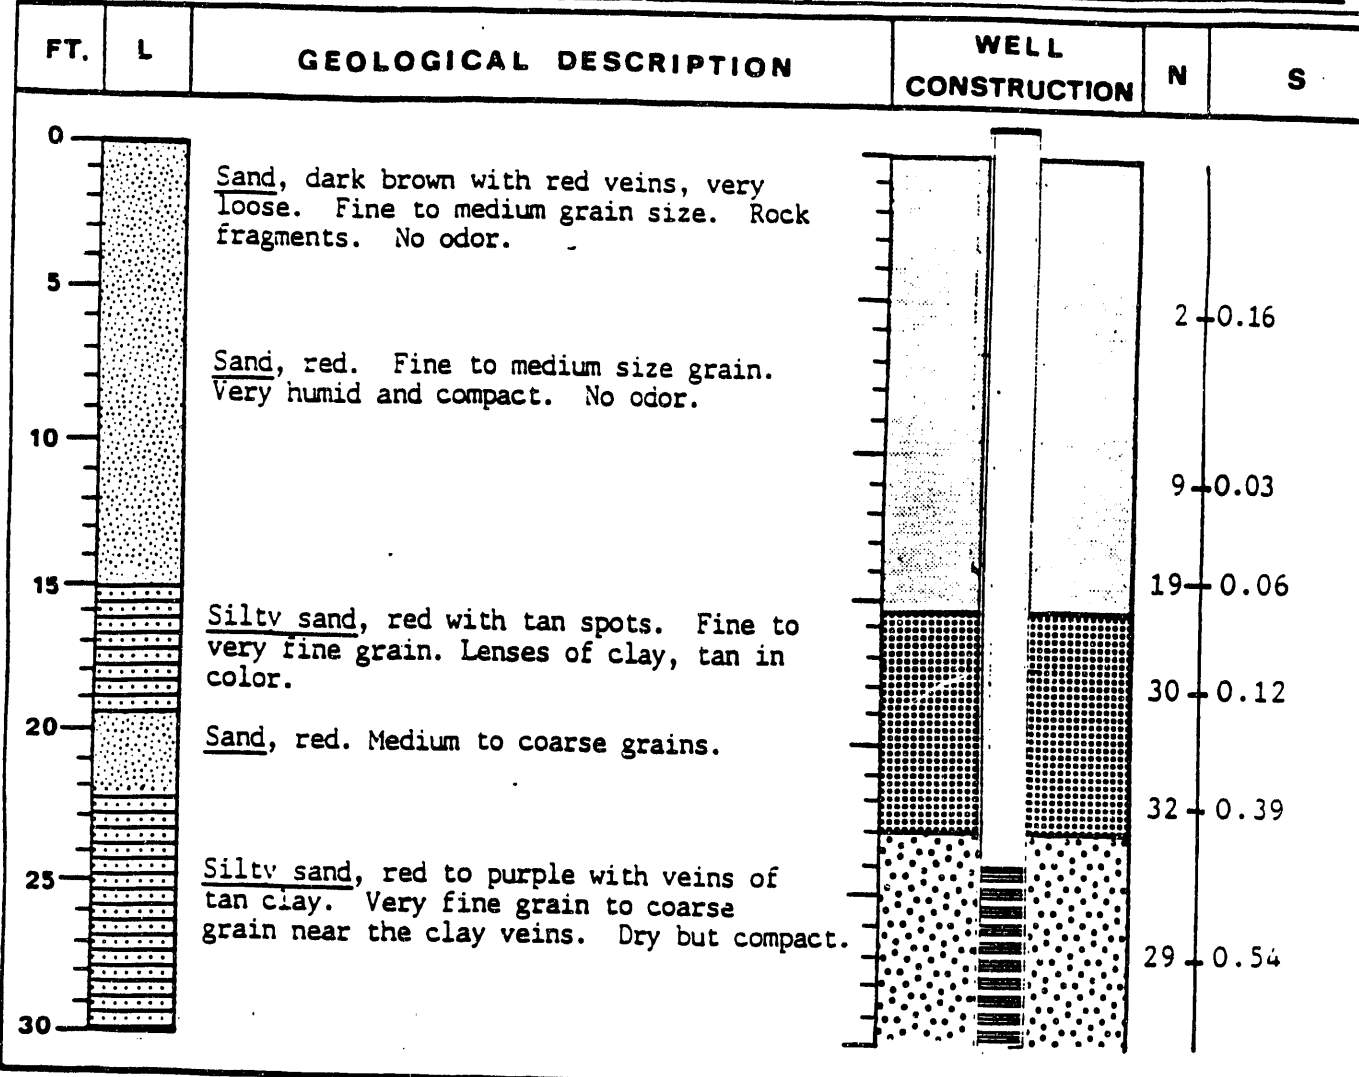 FT. L GEOLOGICAL DESCRIPTION WELL CONSTRUCTION N S
0
Sand, dark brown with red veins, very
loose. Fine to medium grain size. Rock
fragments. No odor.
5
2 0.16
Sand, red. Fine to medium size grain.
Very humid and compact. No odor.
10
9 0.03
15
19 0.06
Silty sand, red with tan spots. Fine to
very fine grain. Lenses of clay, tan in
color.
30 0.12
20
Sand, red. Medium to coarse grains.
32 0.39
25
Silty sand, red to purple with veins of
tan clay. Very fine grain to coarse
grain near the clay veins. Dry but compact.
29 0.54
30